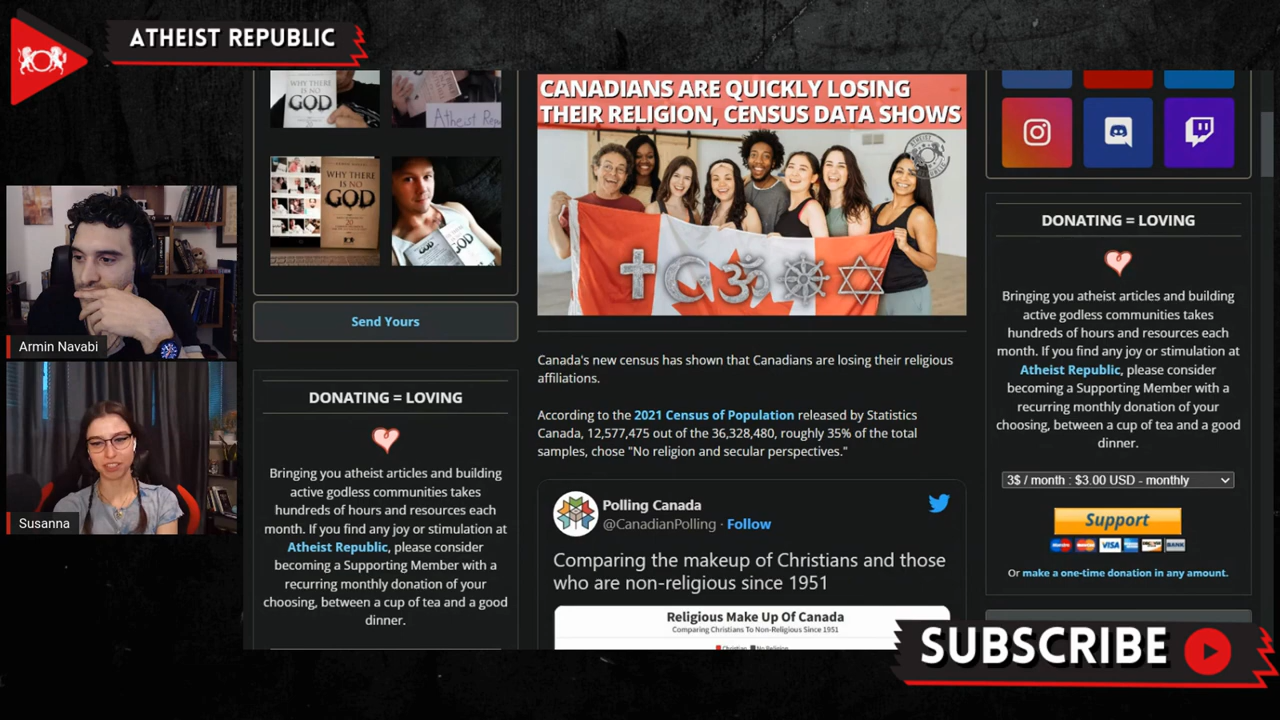 ATHEIST REPUBLIC
WHY THERE IS NO
GOD
Atheist
WHY THERE
IS NO
GOD
GOD
Send Yours
DONATING = LOVING
Bringing you atheist articles and building
active godless communities takes
hundreds of hours and resources each
month. If you find any joy or stimulation at
Atheist Republic, please consider
becoming a Supporting Member with a
recurring monthly donation of your
choosing, between a cup of tea and a good
dinner.
Armin Navabi
Susanna
CANADIANS ARE QUICKLY LOSING
THEIR RELIGION, CENSUS DATA SHOWS
Canada's new census has shown that Canadians are losing their religious
affiliations.
According to the 2021 Census of Population released by Statistics
Canada, 12,577,475 out of the 36,328,480, roughly 35% of the total
samples, chose "No religion and secular perspectives."
Polling Canada
@CanadianPolling · Follow
Comparing the makeup of Christians and those
who are non-religious since 1951
Religious Make Up Of Canada
Comparing Christians To Non-Religious Since 1951
Christian No Religion
DONATING = LOVING
Bringing you atheist articles and building
active godless communities takes
hundreds of hours and resources each
month. If you find any joy or stimulation at
Atheist Republic, please consider
becoming a Supporting Member with a
recurring monthly donation of your
choosing, between a cup of tea and a good
dinner.
3$ / month : $3.00 USD - monthly
Support
VISA
BANK
Or make a one-time donation in any amount.
SUBSCRIBE